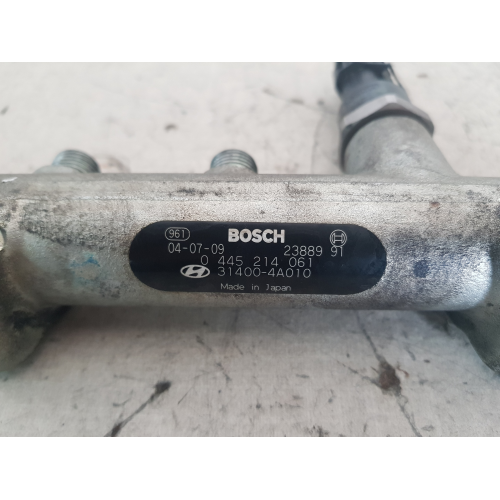 961 BOSCH
04-07-09 23889 91
0 445 214 061
31400-4A010
Made in Japan